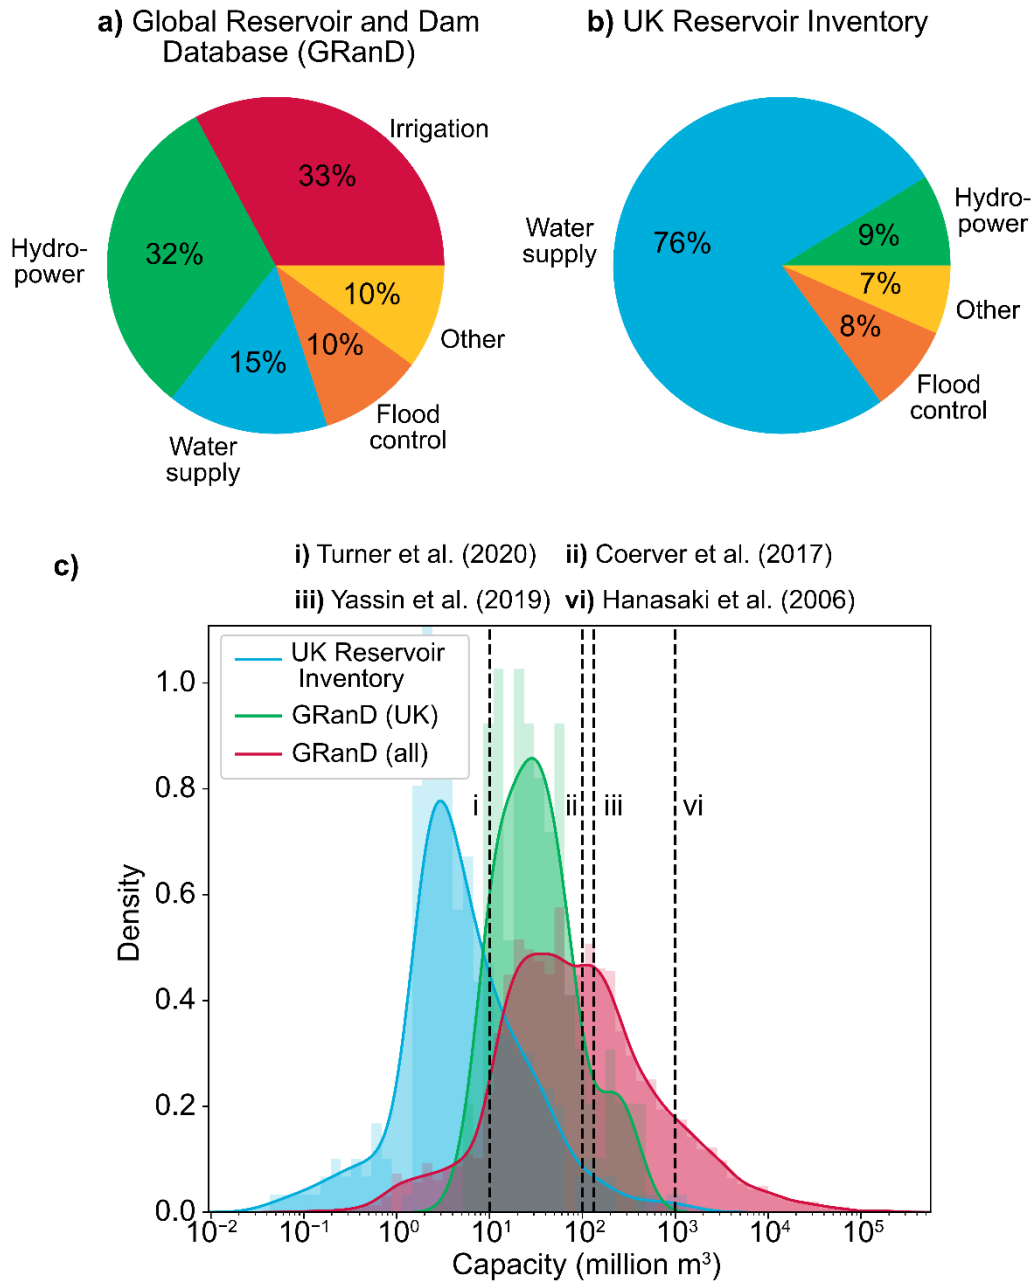 a) Global Reservoir and Dam
Database (GRanD)
b) UK Reservoir Inventory
Irrigation
33%
Hydro-
power
32%
10%
Other
15%
10%
Water
supply
Flood
control
Water
supply
76%
Hydro-
power
9%
7%
Other
8%
Flood
control
c)
i) Turner et al. (2020) ii) Coerver et al. (2017)
iii) Yassin et al. (2019) vi) Hanasaki et al. (2006)
UK Reservoir
Inventory
GRanD (UK)
GRanD (all)
i
ii
iii
vi
Density
1.0
0.8
0.6
0.4
0.2
0.0
10⁻² 10⁻¹ 10⁰ 10¹ 10² 10³ 10⁴ 10⁵
Capacity (million m³)